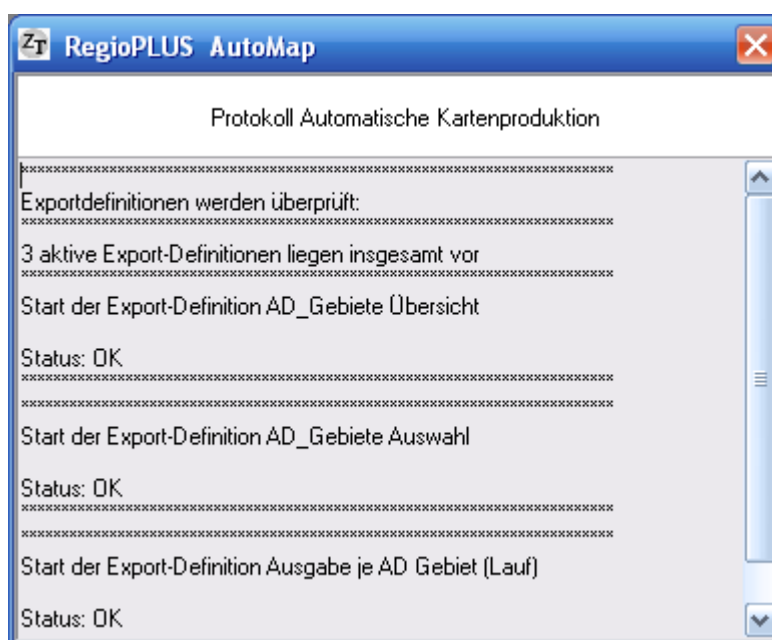 ZT RegioPLUS AutoMap
Protokoll Automatische Kartenproduktion
Exportdefinitionen werden überprüft:
3 aktive Export-Definitionen liegen insgesamt vor
Start der Export-Definition AD_Gebiete Übersicht
Status: OK
Start der Export-Definition AD_Gebiete Auswahl
Status: OK
Start der Export-Definition Ausgabe je AD Gebiet (Lauf)
Status: OK